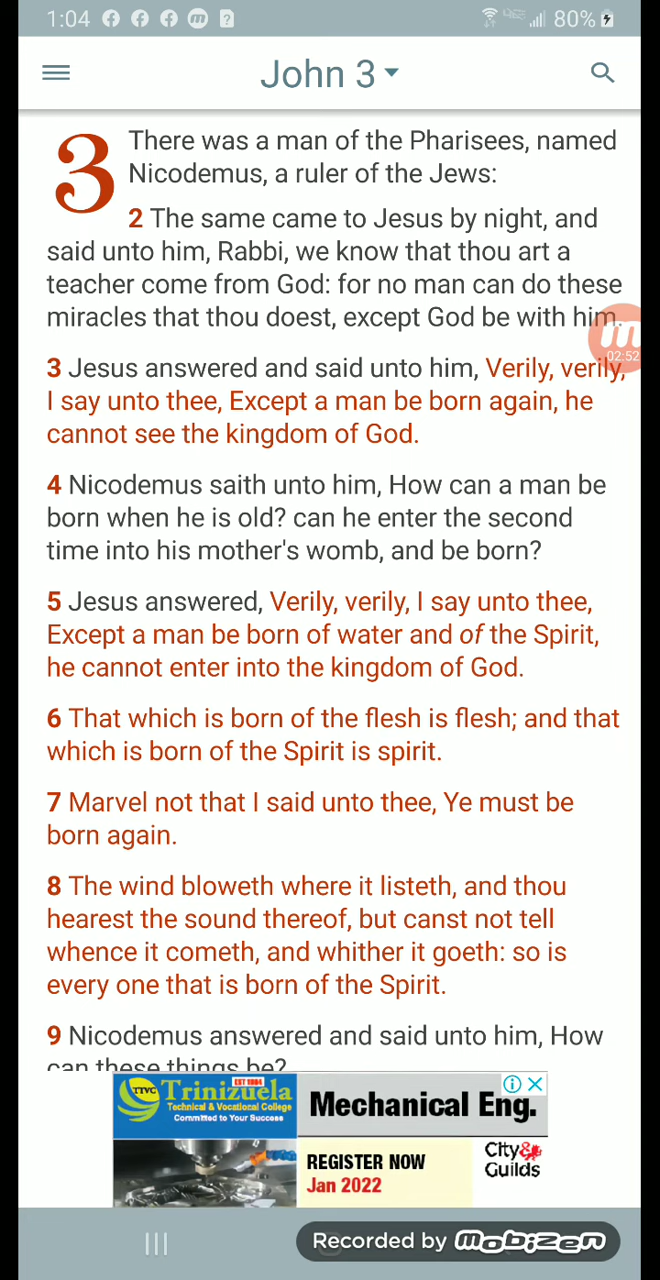 1:04
80%
John 3
3 There was a man of the Pharisees, named
Nicodemus, a ruler of the Jews:
2 The same came to Jesus by night, and
said unto him, Rabbi, we know that thou art a
teacher come from God: for no man can do these
miracles that thou doest, except God be with him.
02:52
3 Jesus answered and said unto him, Verily, verily,
I say unto thee, Except a man be born again, he
cannot see the kingdom of God.
4 Nicodemus saith unto him, How can a man be
born when he is old? can he enter the second
time into his mother's womb, and be born?
5 Jesus answered, Verily, verily, I say unto thee,
Except a man be born of water and of the Spirit,
he cannot enter into the kingdom of God.
6 That which is born of the flesh is flesh; and that
which is born of the Spirit is spirit.
7 Marvel not that I said unto thee, Ye must be
born again.
8 The wind bloweth where it listeth, and thou
hearest the sound thereof, but canst not tell
whence it cometh, and whither it goeth: so is
every one that is born of the Spirit.
9 Nicodemus answered and said unto him, How
can these things be?
TTVC
EST 1984
Trinizuela
Technical & Vocational College
Committed to Your Success
Mechanical Eng.
REGISTER NOW
Jan 2022
City &
Guilds
Recorded by mobizen